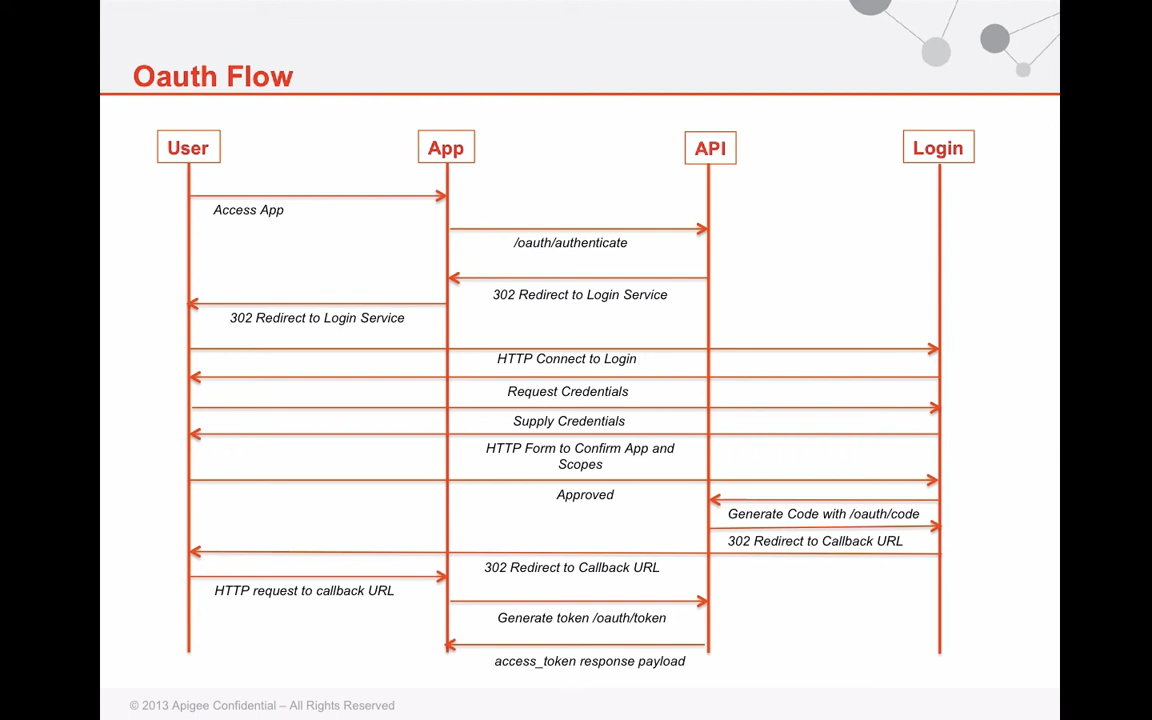 Oauth Flow
User
App
API
Login
Access App
/oauth/authenticate
302 Redirect to Login Service
302 Redirect to Login Service
HTTP Connect to Login
Request Credentials
Supply Credentials
HTTP Form to Confirm App and
Scopes
Approved
Generate Code with /oauth/code
302 Redirect to Callback URL
302 Redirect to Callback URL
HTTP request to callback URL
Generate token /oauth/token
access_token response payload
© 2013 Apigee Confidential – All Rights Reserved